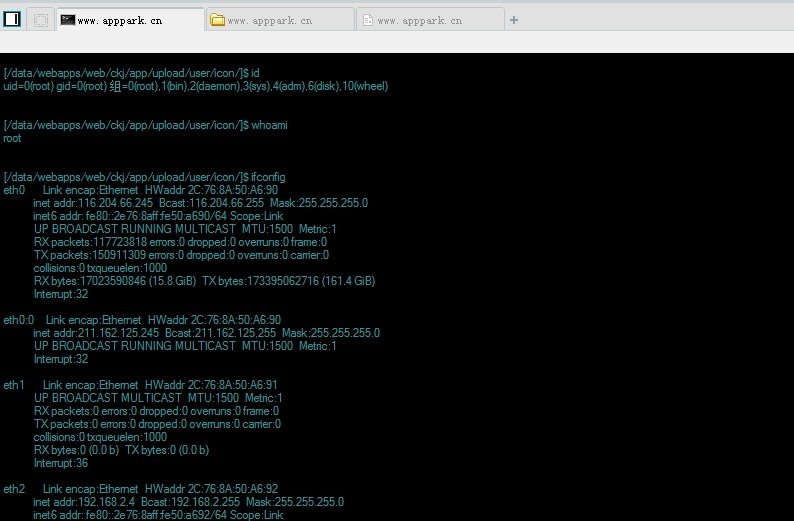 www.apppark.cn
www.apppark.cn
www.apppark.cn
[/data/webapps/web/ckj/app/upload/user/icon/]$ id
uid=0(root) gid=0(root) 组=0(root),1(bin),2(daemon),3(sys),4(adm),6(disk),10(wheel)
[/data/webapps/web/ckj/app/upload/user/icon/]$ whoami
root
[/data/webapps/web/ckj/app/upload/user/icon/]$ ifconfig
eth0 Link encap:Ethernet HWaddr 2C:76:8A:50:A6:90
inet addr:116.204.66.245 Bcast:116.204.66.255 Mask:255.255.255.0
inet6 addr: fe80::2e76:8aff:fe50:a690/64 Scope:Link
UP BROADCAST RUNNING MULTICAST MTU:1500 Metric:1
RX packets:117723818 errors:0 dropped:0 overruns:0 frame:0
TX packets:150911309 errors:0 dropped:0 overruns:0 carrier:0
collisions:0 txqueuelen:1000
RX bytes:17023590846 (15.8 GiB) TX bytes:173395062716 (161.4 GiB)
Interrupt:32
eth0:0 Link encap:Ethernet HWaddr 2C:76:8A:50:A6:90
inet addr:211.162.125.245 Bcast:211.162.125.255 Mask:255.255.255.0
UP BROADCAST RUNNING MULTICAST MTU:1500 Metric:1
Interrupt:32
eth1 Link encap:Ethernet HWaddr 2C:76:8A:50:A6:91
UP BROADCAST MULTICAST MTU:1500 Metric:1
RX packets:0 errors:0 dropped:0 overruns:0 frame:0
TX packets:0 errors:0 dropped:0 overruns:0 carrier:0
collisions:0 txqueuelen:1000
RX bytes:0 (0.0 b) TX bytes:0 (0.0 b)
Interrupt:36
eth2 Link encap:Ethernet HWaddr 2C:76:8A:50:A6:92
inet addr:192.168.2.4 Bcast:192.168.2.255 Mask:255.255.255.0
inet6 addr: fe80::2e76:8aff:fe50:a692/64 Scope:Link